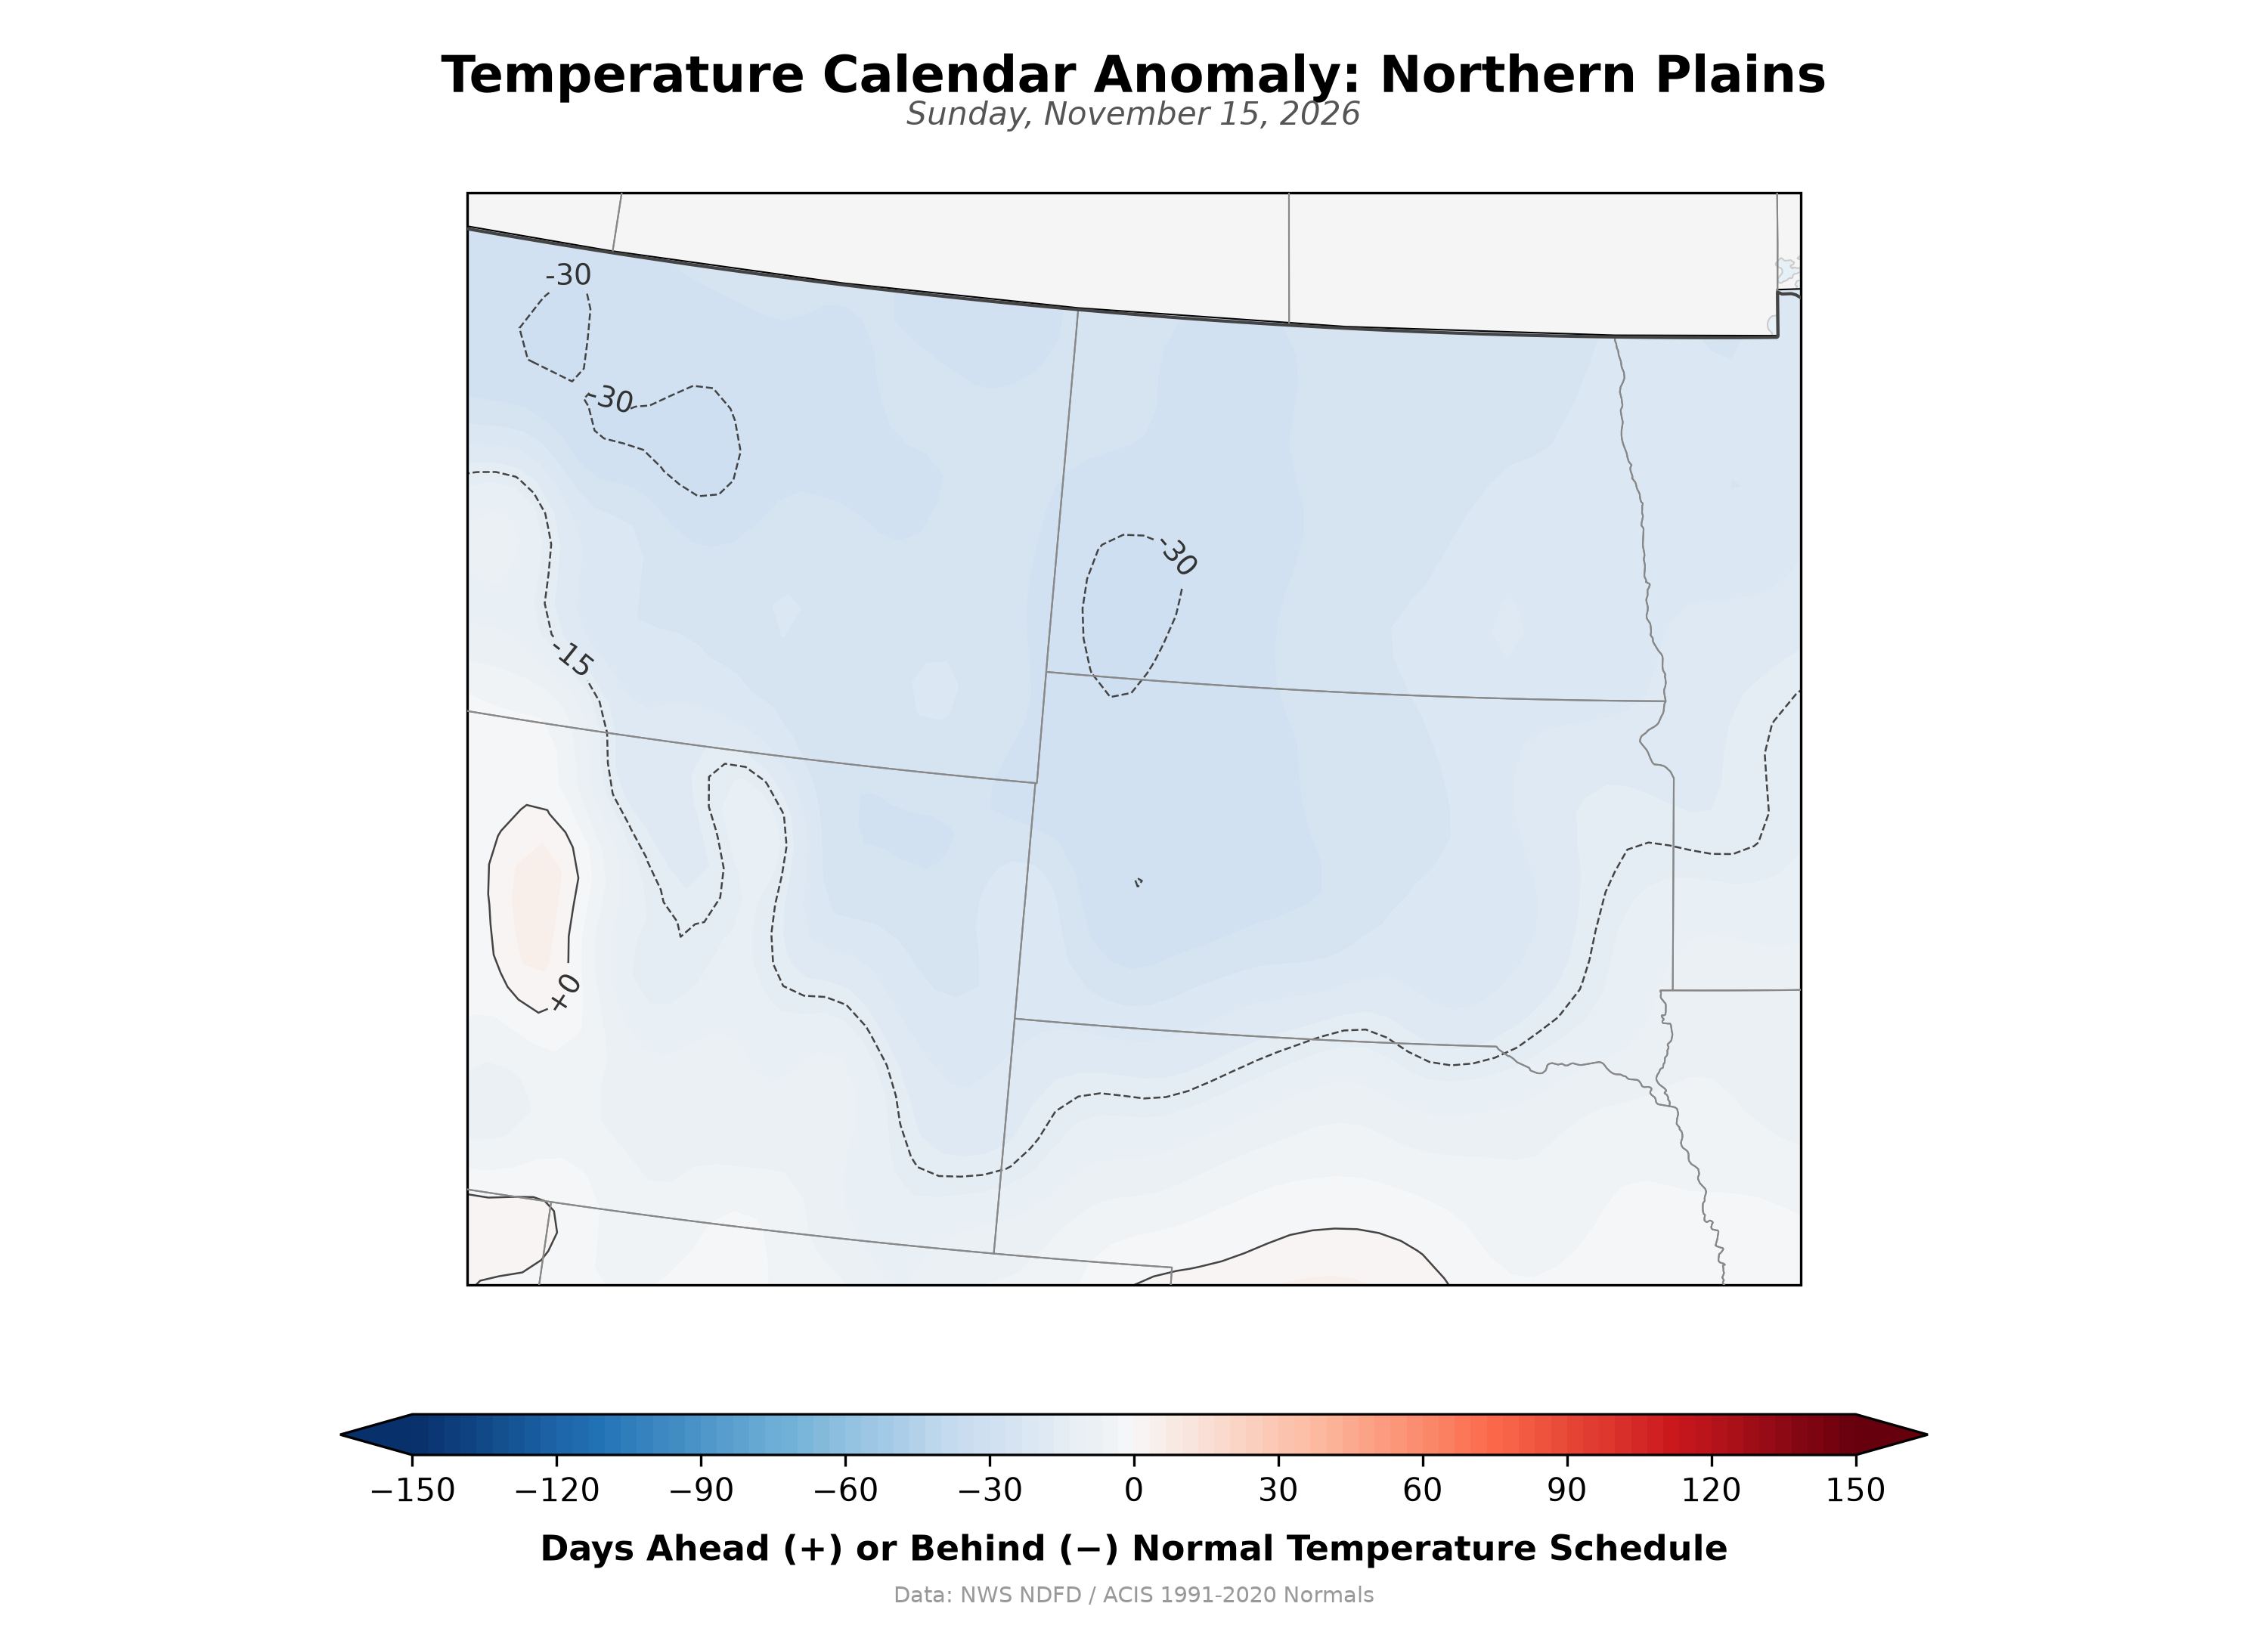 Temperature Calendar Anomaly: Northern Plains
Sunday, November 15, 2026
-30
-30
-30
-15
+0
−150 −120 −90 −60 −30 0 30 60 90 120 150
Days Ahead (+) or Behind (−) Normal Temperature Schedule
Data: NWS NDFD / ACIS 1991-2020 Normals